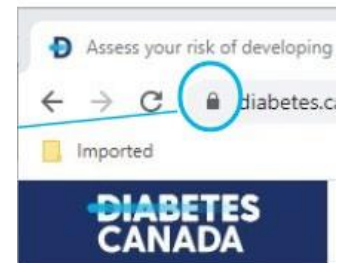 Assess your risk of developing
diabetes.ca
Imported
DIABETES
CANADA